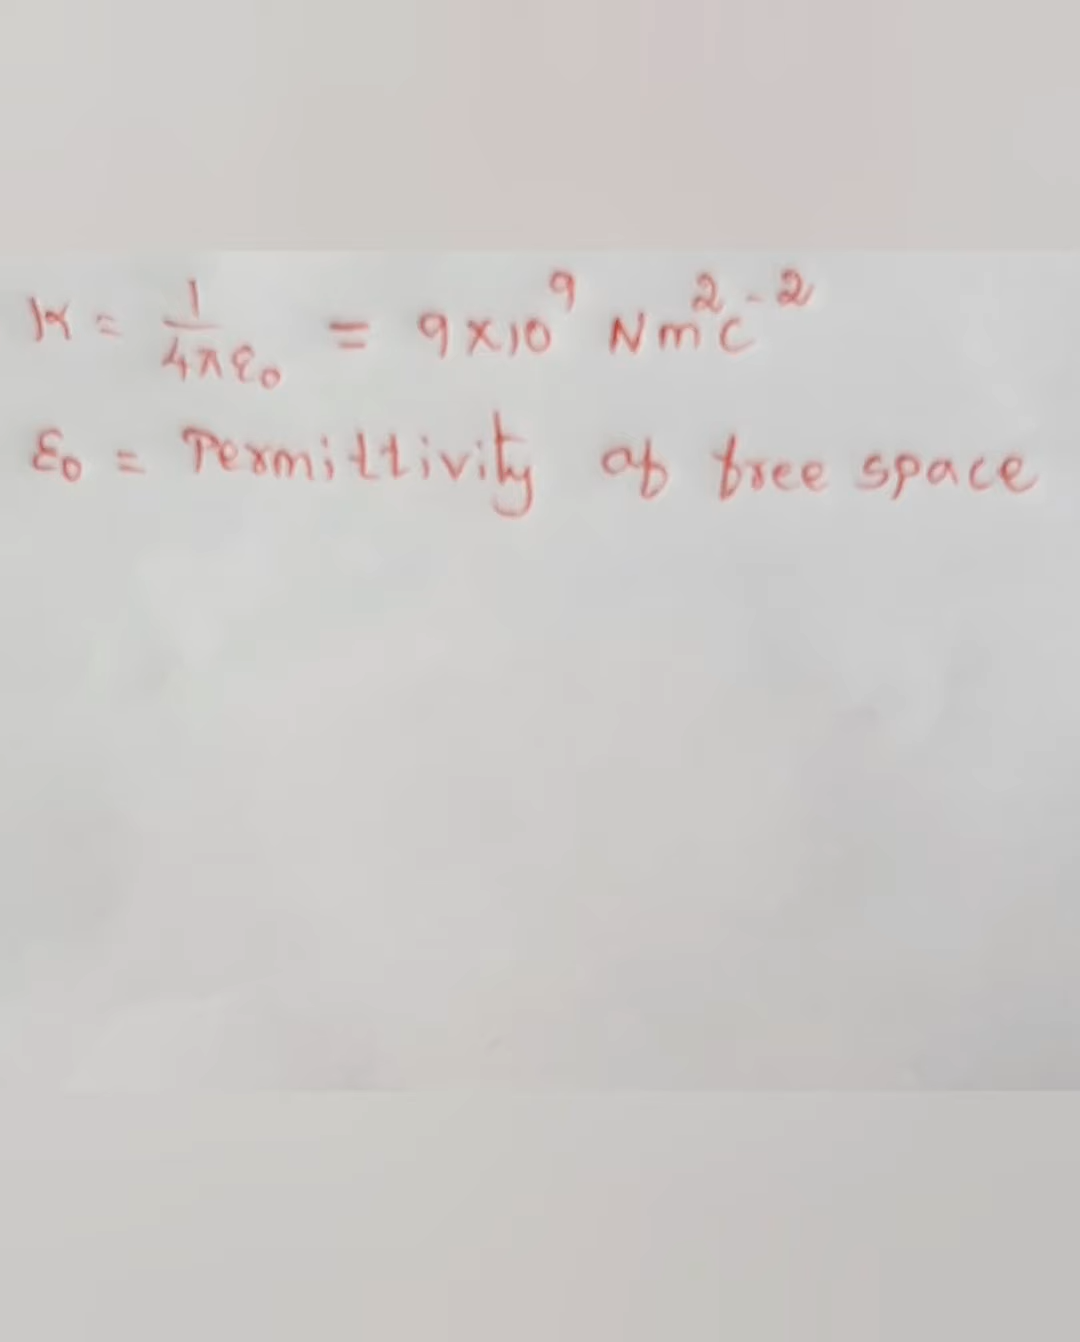 K = 1/4πε₀ = 9×10⁹ Nm²C⁻²
ε₀ = Permittivity of free space